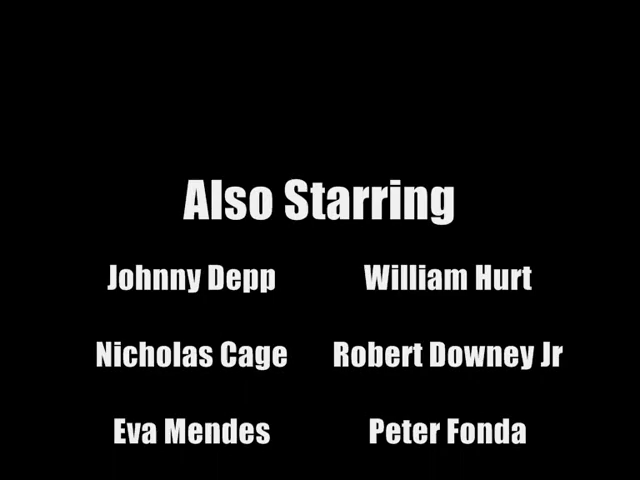 Also Starring
Johnny Depp William Hurt
Nicholas Cage Robert Downey Jr
Eva Mendes Peter Fonda